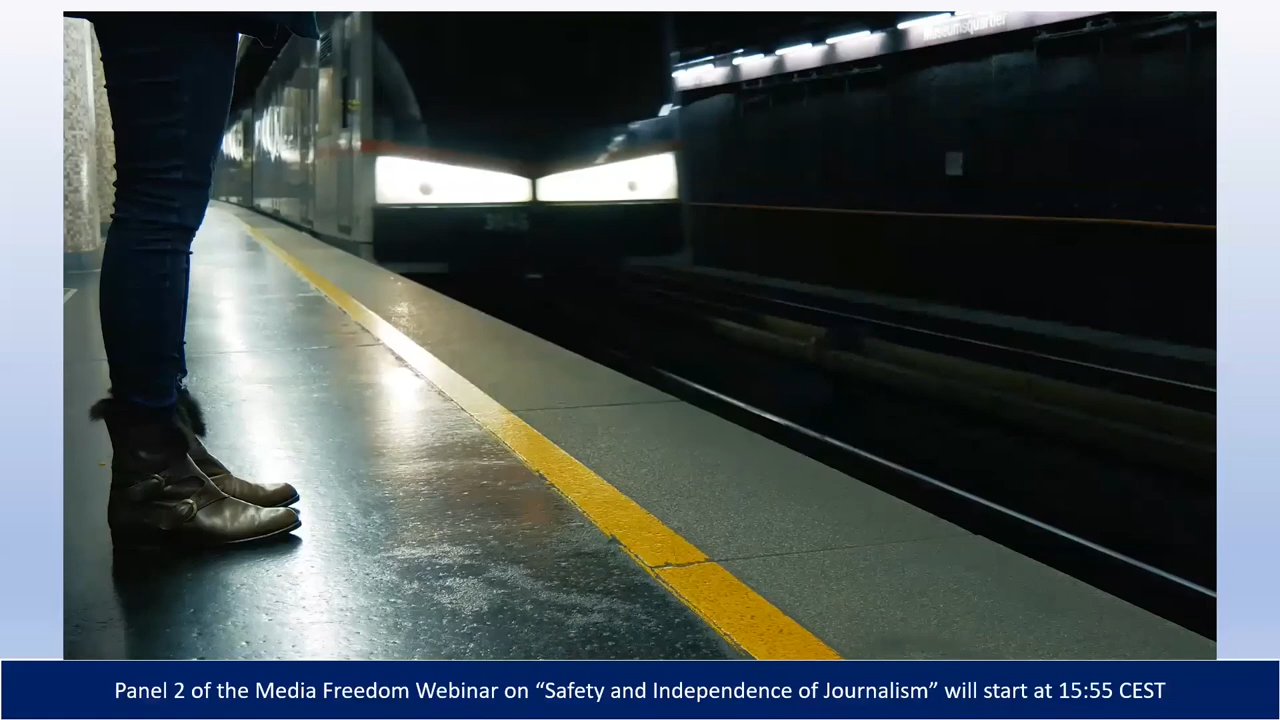 Museumsquartier
Panel 2 of the Media Freedom Webinar on “Safety and Independence of Journalism” will start at 15:55 CEST